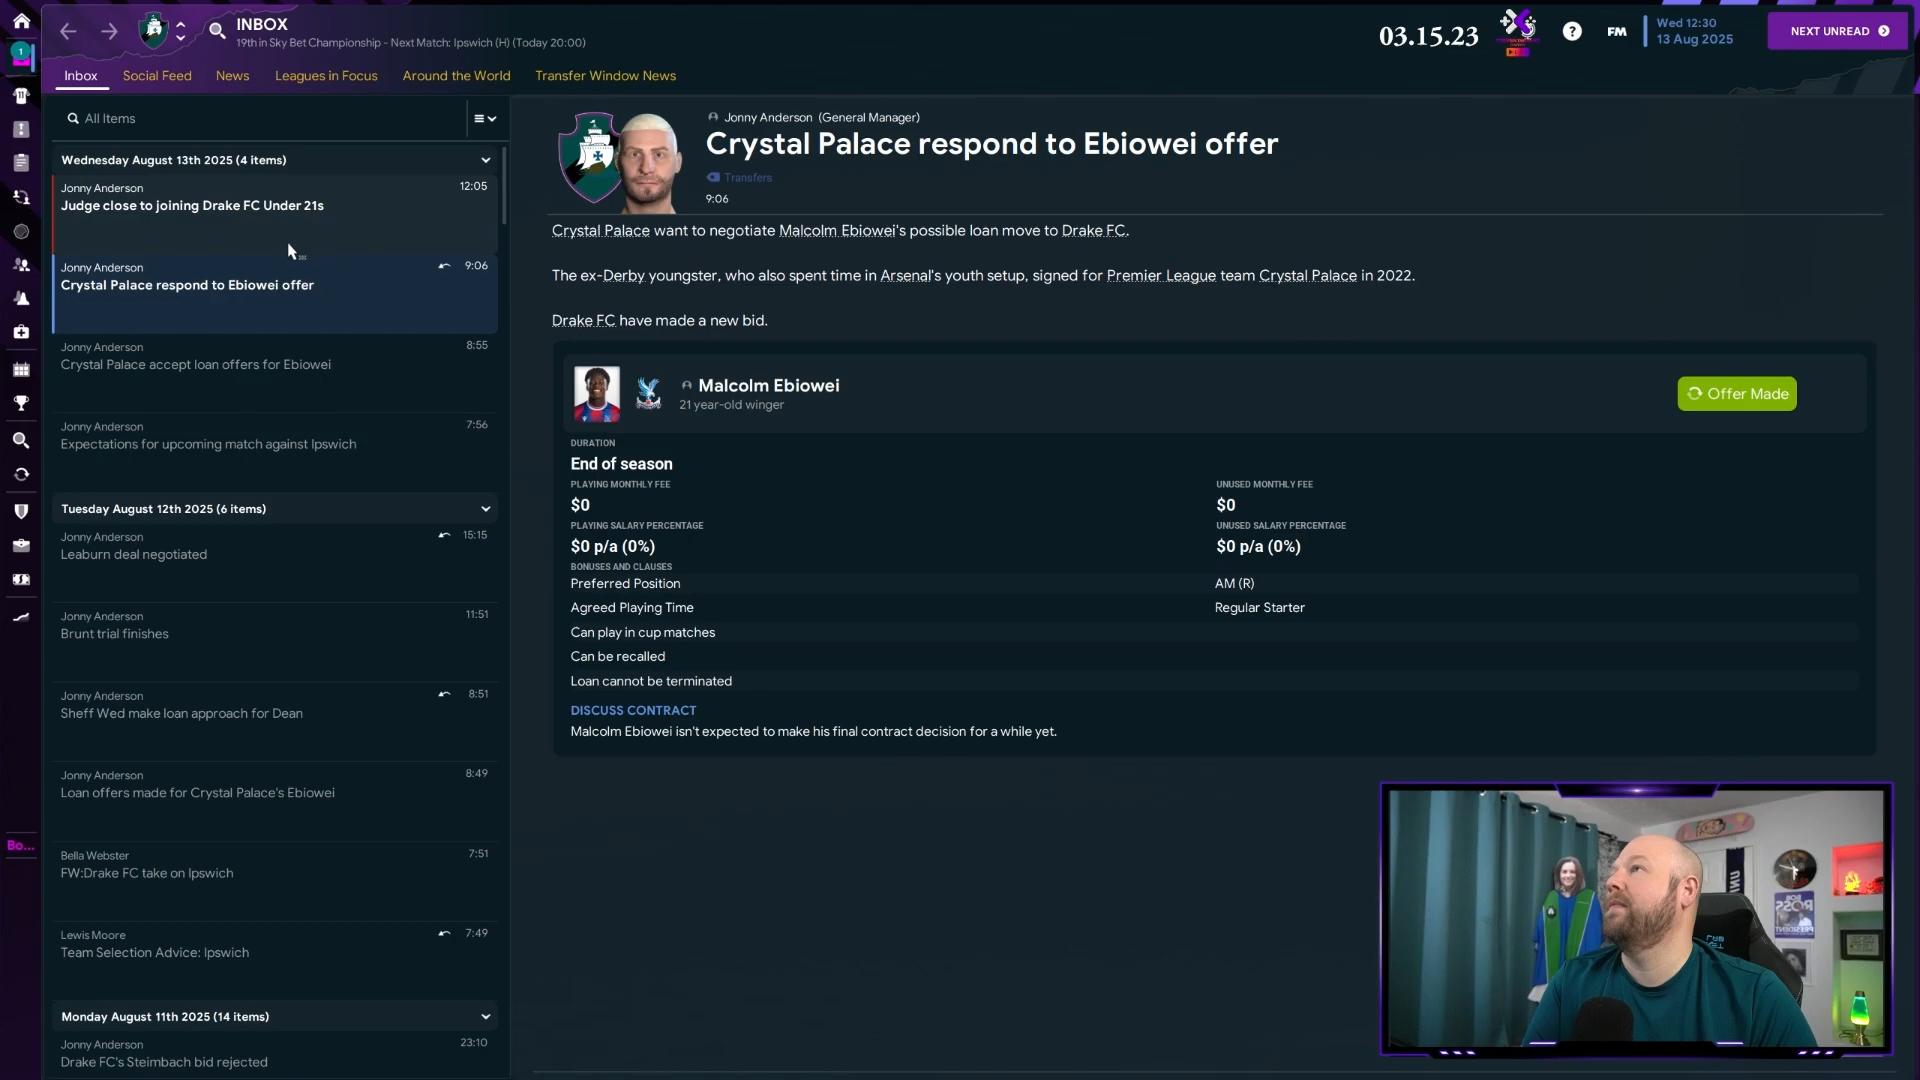 INBOX
19th in Sky Bet Championship - Next Match: Ipswich (H) (Today 20:00)
03.15.23
FM
Wed 12:30
13 Aug 2025
NEXT UNREAD
1
Inbox
Social Feed
News
Leagues in Focus
Around the World
Transfer Window News
All Items
Wednesday August 13th 2025 (4 items)
Jonny Anderson
12:05
Judge close to joining Drake FC Under 21s
Jonny Anderson
9:06
Crystal Palace respond to Ebiowei offer
Jonny Anderson
8:55
Crystal Palace accept loan offers for Ebiowei
Jonny Anderson
7:56
Expectations for upcoming match against Ipswich
Tuesday August 12th 2025 (6 items)
Jonny Anderson
15:15
Leaburn deal negotiated
Jonny Anderson
11:51
Brunt trial finishes
Jonny Anderson
8:51
Sheff Wed make loan approach for Dean
Jonny Anderson
8:49
Loan offers made for Crystal Palace's Ebiowei
Bella Webster
7:51
FW:Drake FC take on Ipswich
Lewis Moore
7:49
Team Selection Advice: Ipswich
Monday August 11th 2025 (14 items)
Jonny Anderson
23:10
Drake FC's Steimbach bid rejected
Bo...
Jonny Anderson (General Manager)
Crystal Palace respond to Ebiowei offer
Transfers
9:06
Crystal Palace want to negotiate Malcolm Ebiowei's possible loan move to Drake FC.
The ex-Derby youngster, who also spent time in Arsenal's youth setup, signed for Premier League team Crystal Palace in 2022.
Drake FC have made a new bid.
Malcolm Ebiowei
21 year-old winger
Offer Made
DURATION
End of season
PLAYING MONTHLY FEE
UNUSED MONTHLY FEE
$0
$0
PLAYING SALARY PERCENTAGE
UNUSED SALARY PERCENTAGE
$0 p/a (0%)
$0 p/a (0%)
BONUSES AND CLAUSES
Preferred Position
AM (R)
Agreed Playing Time
Regular Starter
Can play in cup matches
Can be recalled
Loan cannot be terminated
DISCUSS CONTRACT
Malcolm Ebiowei isn't expected to make his final contract decision for a while yet.